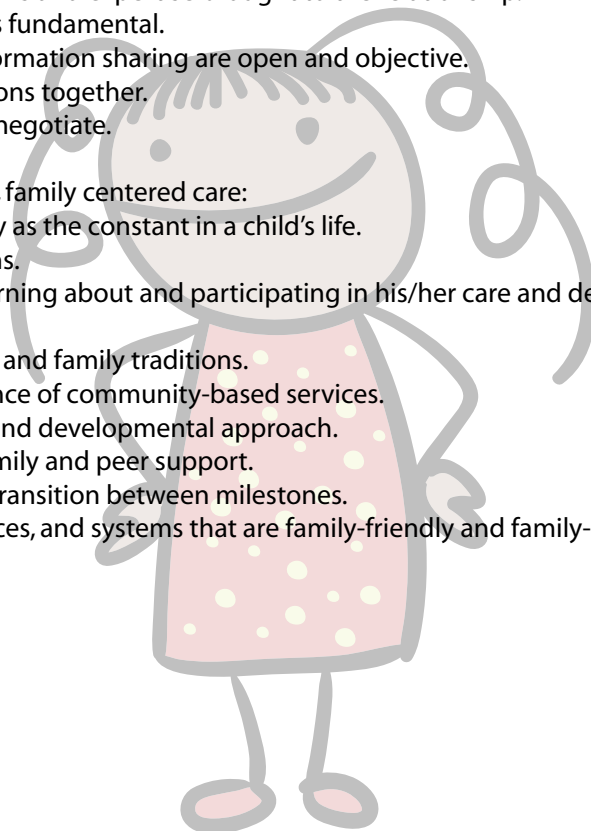 s fundamental.
ormation sharing are open and objective.
ons together.
negotiate.
family centered care:
y as the constant in a child’s life.
ns.
rning about and participating in his/her care and de
and family traditions.
nce of community-based services.
nd developmental approach.
mily and peer support.
transition between milestones.
ces, and systems that are family-friendly and family-